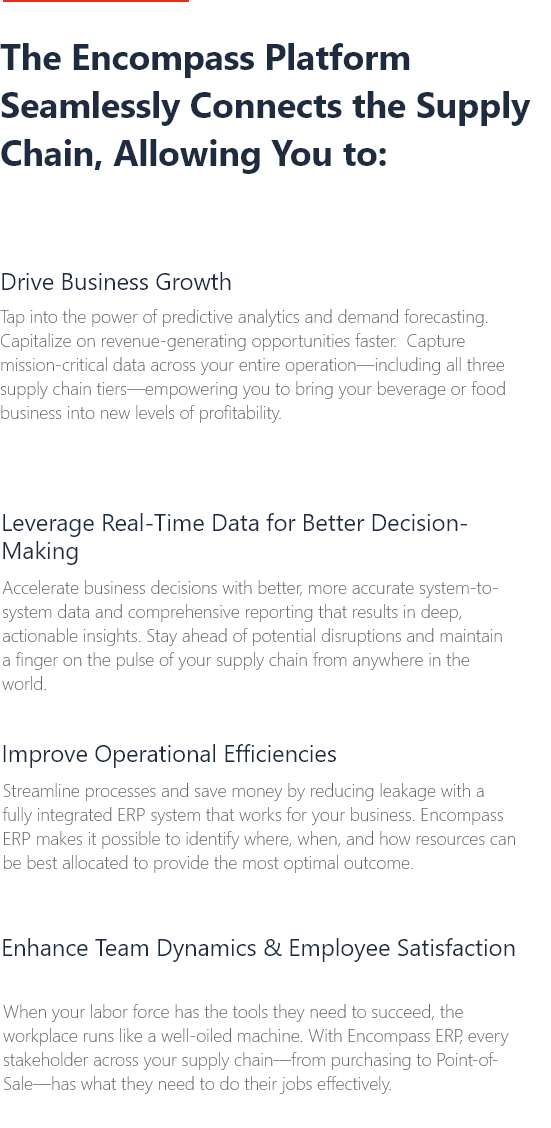 The Encompass Platform
Seamlessly Connects the Supply
Chain, Allowing You to:
Drive Business Growth
Tap into the power of predictive analytics and demand forecasting.
Capitalize on revenue-generating opportunities faster.  Capture
mission-critical data across your entire operation—including all three
supply chain tiers—empowering you to bring your beverage or food
business into new levels of profitability.
Leverage Real-Time Data for Better Decision-
Making
Accelerate business decisions with better, more accurate system-to-
system data and comprehensive reporting that results in deep,
actionable insights. Stay ahead of potential disruptions and maintain
a finger on the pulse of your supply chain from anywhere in the
world.
Improve Operational Efficiencies
Streamline processes and save money by reducing leakage with a
fully integrated ERP system that works for your business. Encompass
ERP makes it possible to identify where, when, and how resources can
be best allocated to provide the most optimal outcome.
Enhance Team Dynamics & Employee Satisfaction
When your labor force has the tools they need to succeed, the
workplace runs like a well-oiled machine. With Encompass ERP, every
stakeholder across your supply chain—from purchasing to Point-of-
Sale—has what they need to do their jobs effectively.